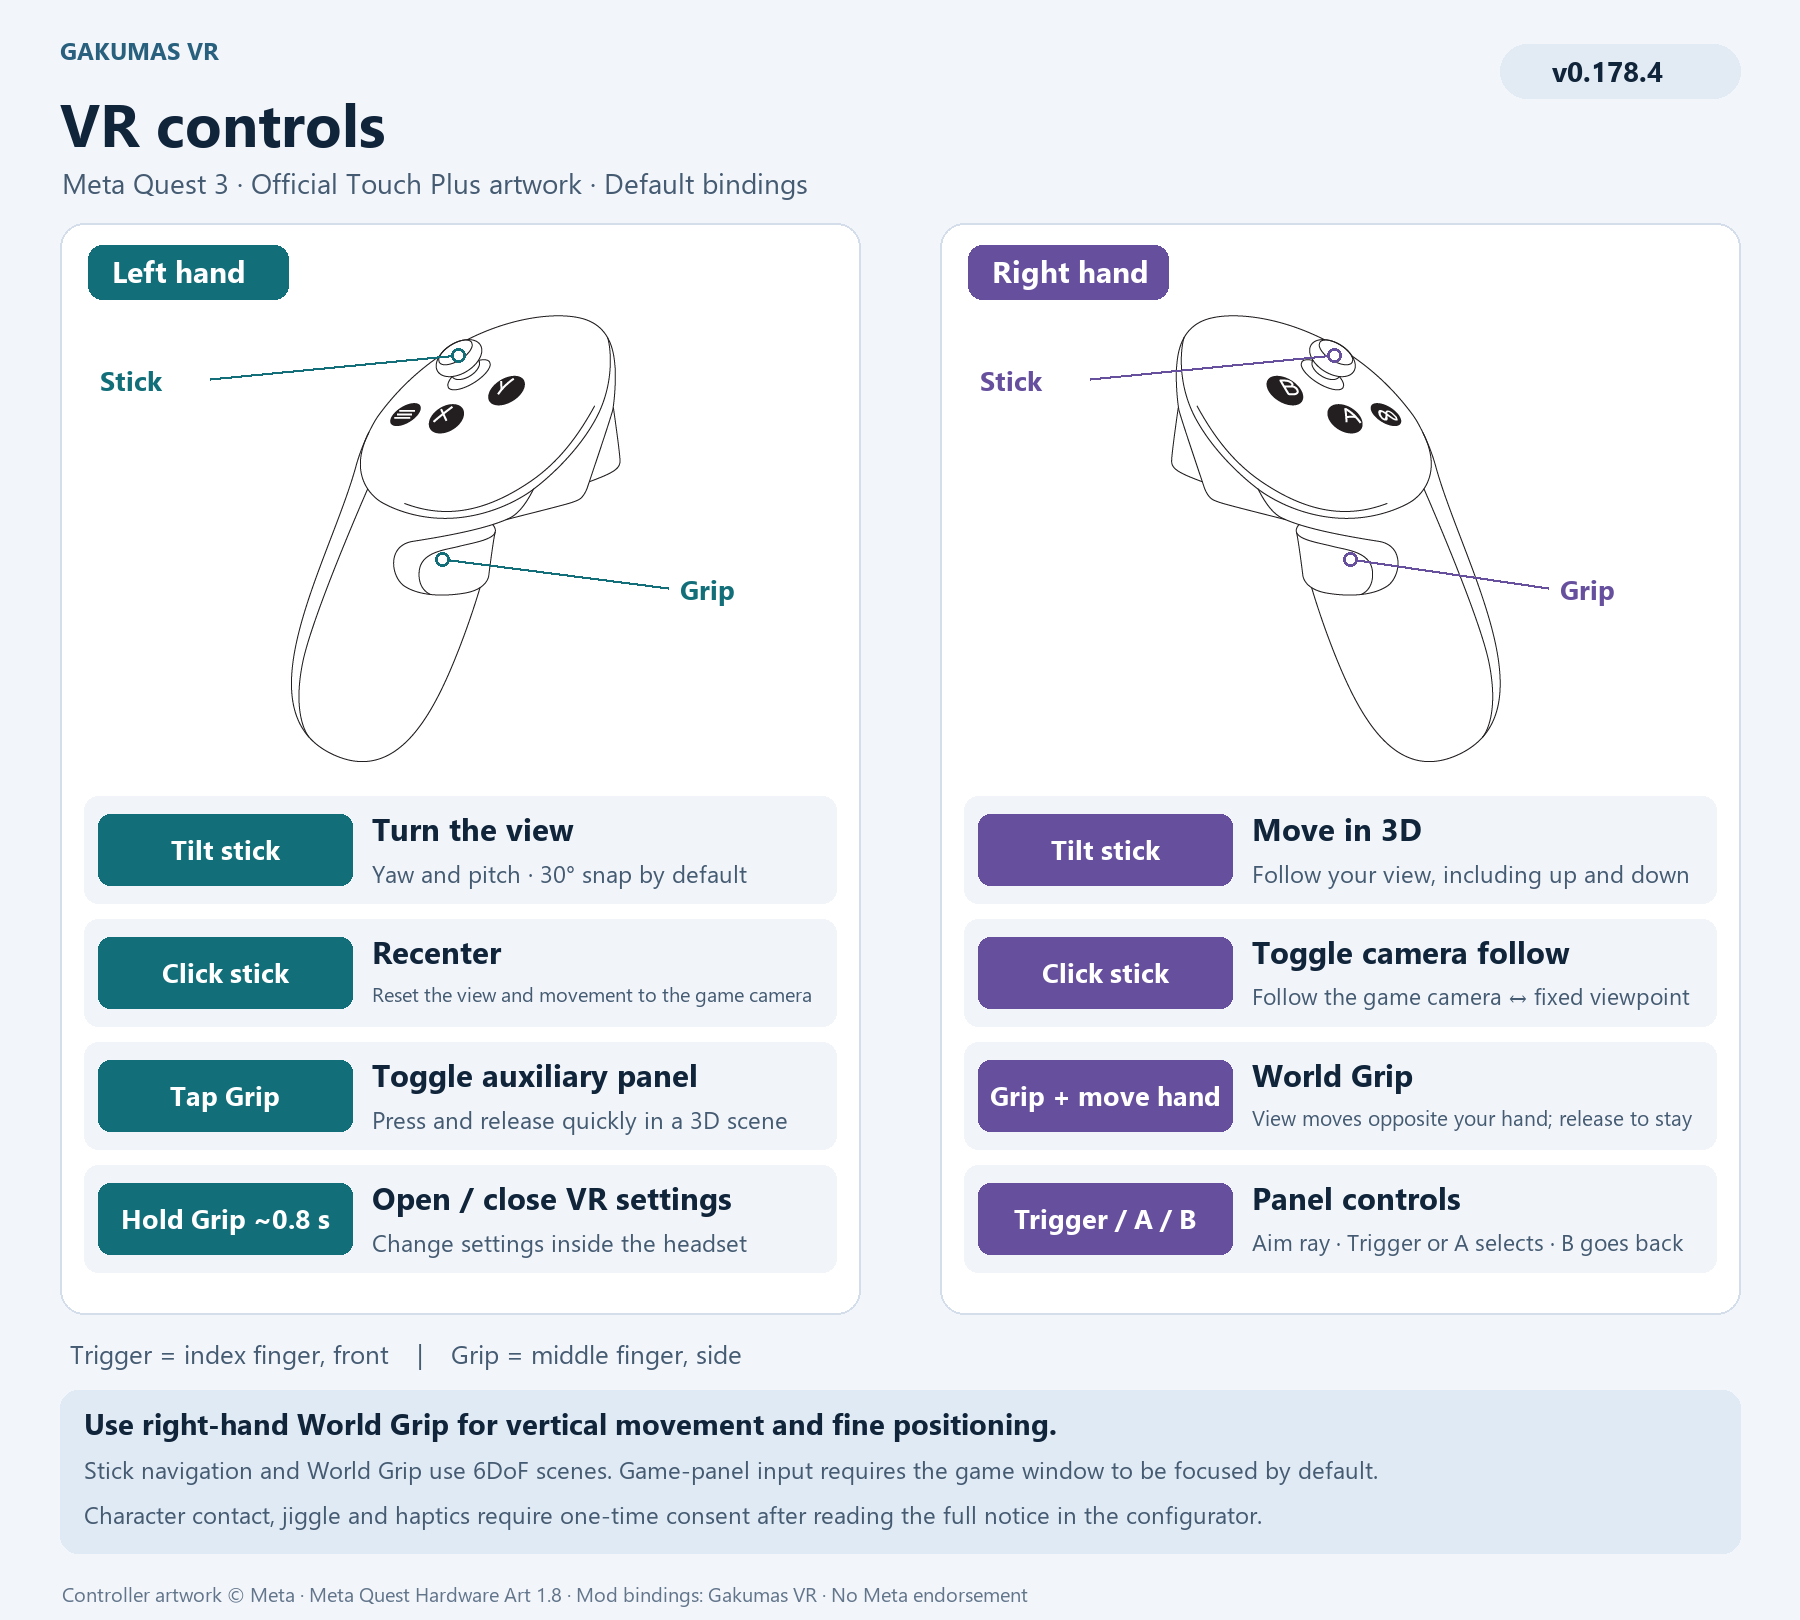 GAKUMAS VR
v0.178.4
VR controls
Meta Quest 3 · Official Touch Plus artwork · Default bindings
Left hand
Stick
Y
X
Grip
Tilt stick
Turn the view
Yaw and pitch · 30° snap by default
Click stick
Recenter
Reset the view and movement to the game camera
Tap Grip
Toggle auxiliary panel
Press and release quickly in a 3D scene
Hold Grip ~0.8 s
Open / close VR settings
Change settings inside the headset
Right hand
Stick
B
A
Grip
Tilt stick
Move in 3D
Follow your view, including up and down
Click stick
Toggle camera follow
Follow the game camera ↔ fixed viewpoint
Grip + move hand
World Grip
View moves opposite your hand; release to stay
Trigger / A / B
Panel controls
Aim ray · Trigger or A selects · B goes back
Trigger = index finger, front | Grip = middle finger, side
Use right-hand World Grip for vertical movement and fine positioning.
Stick navigation and World Grip use 6DoF scenes. Game-panel input requires the game window to be focused by default.
Character contact, jiggle and haptics require one-time consent after reading the full notice in the configurator.
Controller artwork © Meta · Meta Quest Hardware Art 1.8 · Mod bindings: Gakumas VR · No Meta endorsement